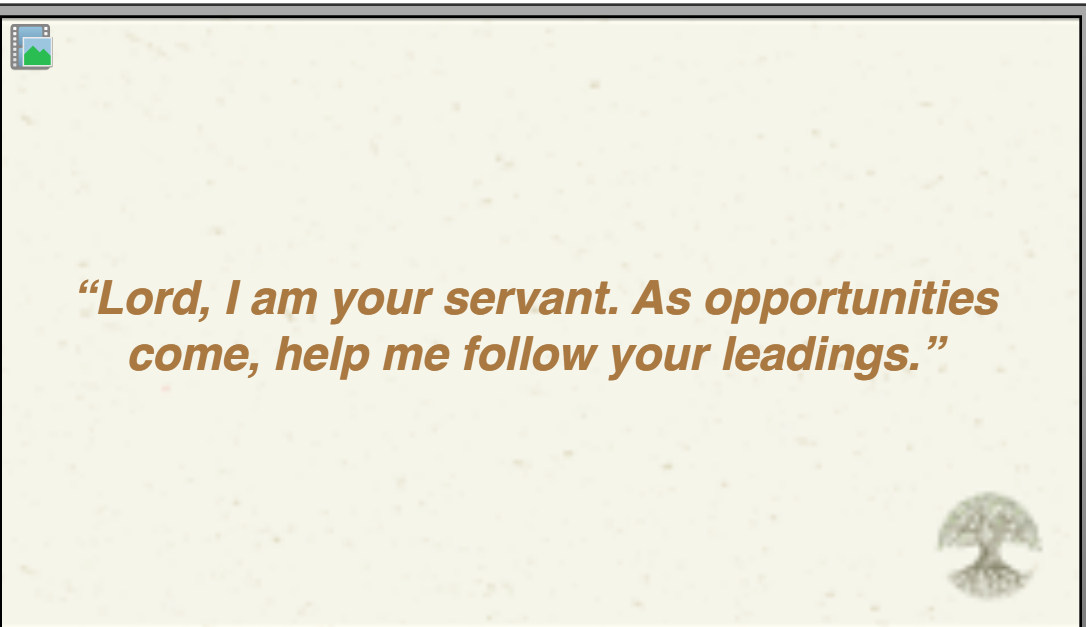 “Lord, I am your servant. As opportunities
come, help me follow your leadings.”